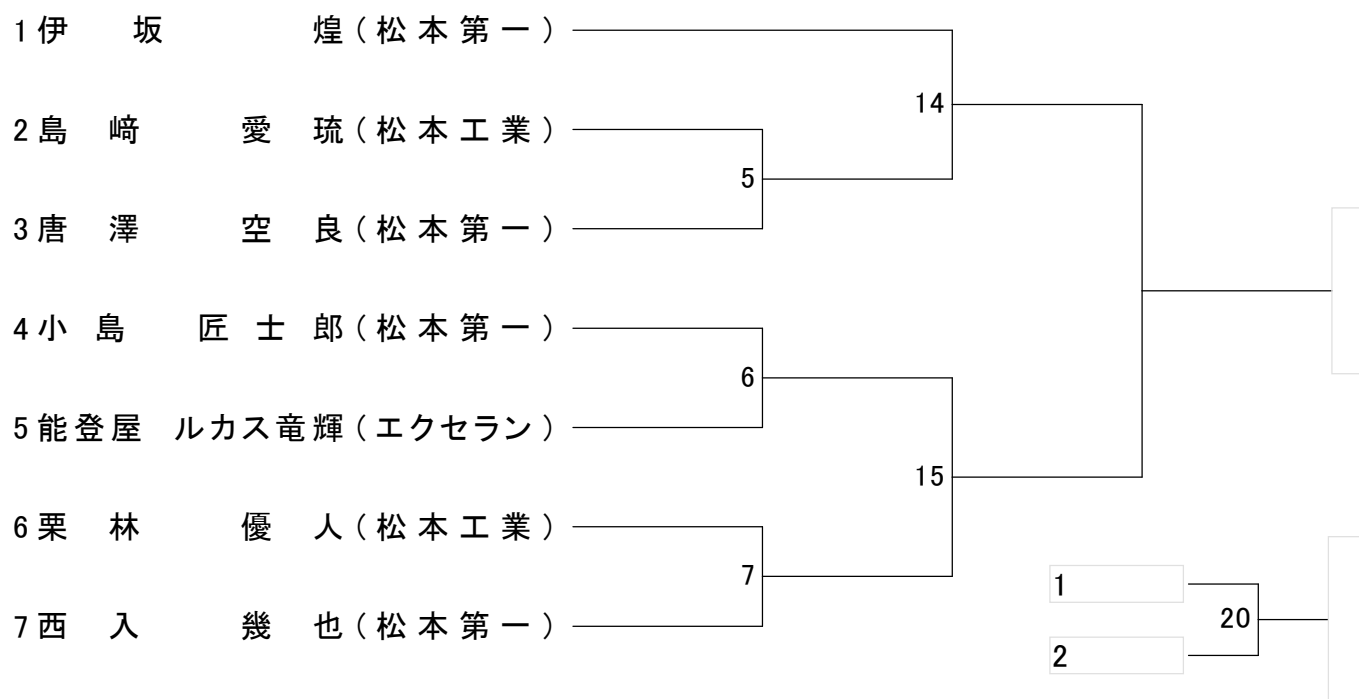 1 伊 坂 煌 (松本第一)
14
2 島 﨑 愛 琉 (松本工業)
5
3 唐 澤 空 良 (松本第一)
4 小 島 匠 士 郎 (松本第一)
6
5 能登屋 ルカス竜輝 (エクセラン)
15
6 栗 林 優 人 (松本工業)
7
1
20
7 西 入 幾 也 (松本第一)
2